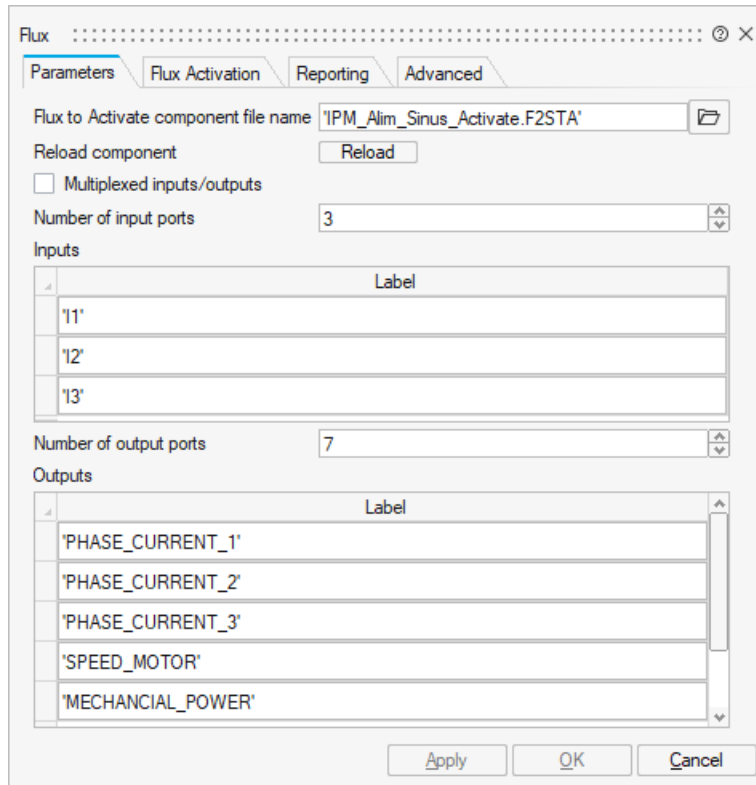 Flux
Parameters Flux Activation Reporting Advanced
Flux to Activate component file name 'IPM_Alim_Sinus_Activate.F2STA'
Reload component Reload
Multiplexed inputs/outputs
Number of input ports 3
Inputs
Label
'I1'
'I2'
'I3'
Number of output ports 7
Outputs
Label
'PHASE_CURRENT_1'
'PHASE_CURRENT_2'
'PHASE_CURRENT_3'
'SPEED_MOTOR'
'MECHANCIAL_POWER'
Apply OK Cancel